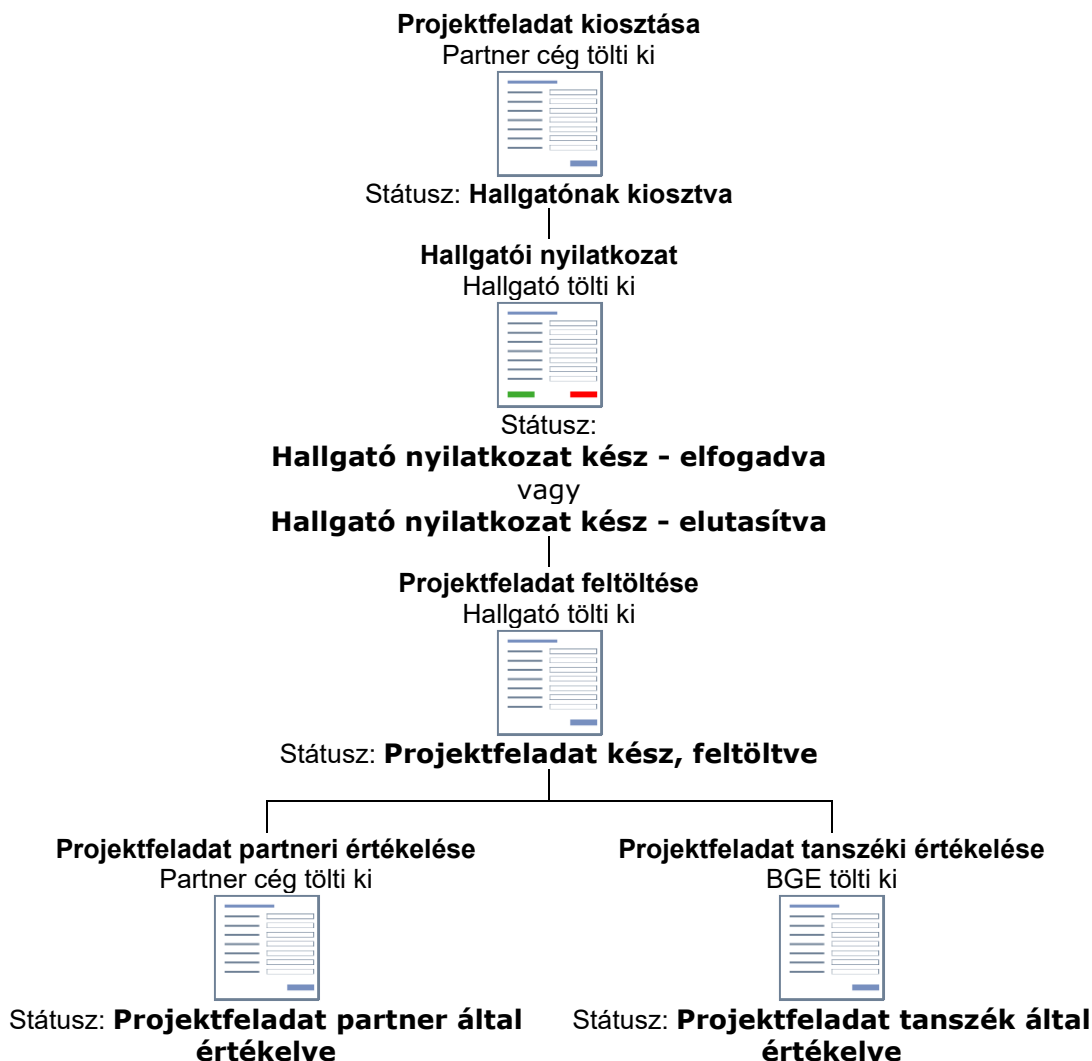 Projektfeladat kiosztása
Partner cég tölti ki
Státusz: Hallgatónak kiosztva
Hallgatói nyilatkozat
Hallgató tölti ki
Státusz:
Hallgató nyilatkozat kész - elfogadva
vagy
Hallgató nyilatkozat kész - elutasítva
Projektfeladat feltöltése
Hallgató tölti ki
Státusz: Projektfeladat kész, feltöltve
Projektfeladat partneri értékelése
Partner cég tölti ki
Státusz: Projektfeladat partner által
értékelve
Projektfeladat tanszéki értékelése
BGE tölti ki
Státusz: Projektfeladat tanszék által
értékelve